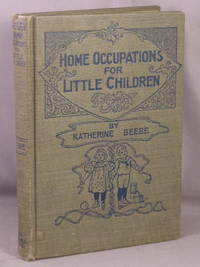 HOME OCCUPATIONS
FOR
LITTLE CHILDREN
BY
KATHERINE BEEBE